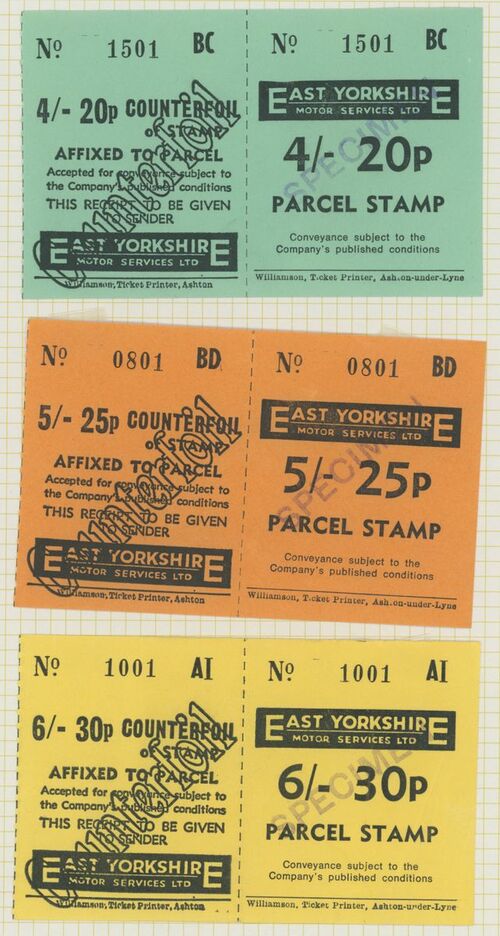 No 1501 BC
4/- 20p COUNTERFOIL
of STAMP
AFFIXED TO PARCEL
Accepted for conveyance subject to
the Company's published conditions
THIS RECEIPT TO BE GIVEN
TO SENDER
EAST YORKSHIRE
MOTOR SERVICES LTD
Williamson, Ticket Printer, Ashton
Counterfoil
No 1501 BC
EAST YORKSHIRE
MOTOR SERVICES LTD
4/- 20p
PARCEL STAMP
Conveyance subject to the
Company's published conditions
Williamson, Ticket Printer, Ashton-under-Lyne
SPECIMEN
No 0801 BD
5/- 25p COUNTERFOIL
of STAMP
AFFIXED TO PARCEL
Accepted for conveyance subject to
the Company's published conditions
THIS RECEIPT TO BE GIVEN
TO SENDER
EAST YORKSHIRE
MOTOR SERVICES LTD
Williamson, Ticket Printer, Ashton
Counterfoil
No 0801 BD
EAST YORKSHIRE
MOTOR SERVICES LTD
5/- 25p
PARCEL STAMP
Conveyance subject to the
Company's published conditions
Williamson, Ticket Printer, Ashton-under-Lyne
SPECIMEN
No 1001 AI
6/- 30p COUNTERFOIL
of STAMP
AFFIXED TO PARCEL
Accepted for conveyance subject to
the Company's published conditions
THIS RECEIPT TO BE GIVEN
TO SENDER
EAST YORKSHIRE
MOTOR SERVICES LTD
Williamson, Ticket Printer, Ashton
Counterfoil
No 1001 AI
EAST YORKSHIRE
MOTOR SERVICES LTD
6/- 30p
PARCEL STAMP
Conveyance subject to the
Company's published conditions
Williamson, Ticket Printer, Ashton-under-Lyne
SPECIMEN